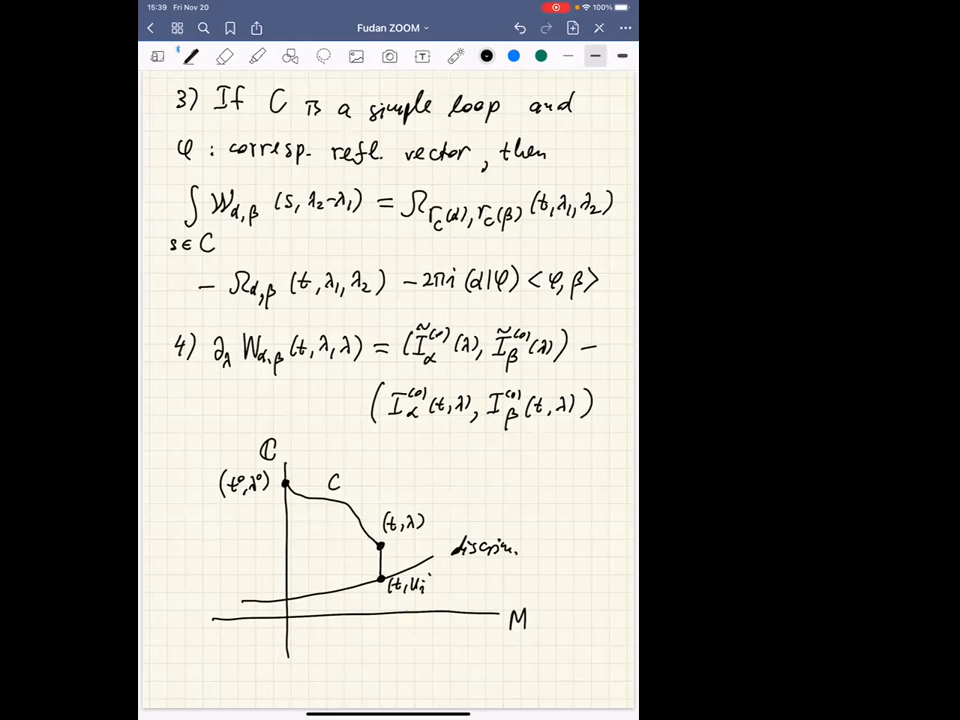 15:39 Fri Nov 20
100%
Fudan ZOOM
3) If C is a simple loop and
φ : corresp. refl. vector, then
∫ W_{α,β} (s, λ₂-λ₁) = Ω_{r_C(α), r_C(β)} (t, λ₁, λ₂)
s ∈ C
− Ω_{α,β} (t, λ₁, λ₂) − 2πi (α|φ) <φ, β>
4) ∂_λ W_{α,β} (t, λ, λ) = (Ĩ_α^{(0)} (λ), Ĩ_β^{(0)} (λ)) −
(I_α^{(0)} (t, λ), I_β^{(0)} (t, λ))
ℂ
(t⁰, λ⁰)
C
(t, λ)
discrim.
(t, u_i
M